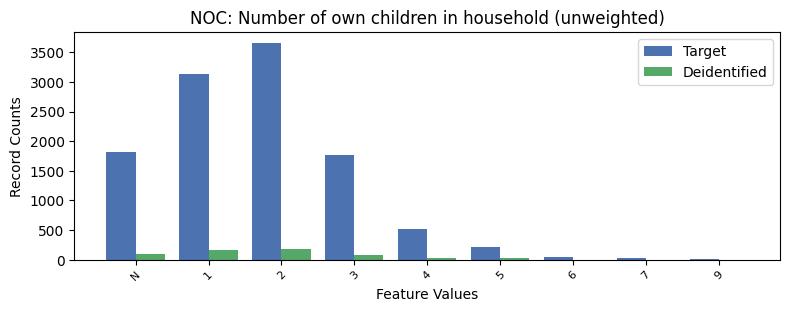 NOC: Number of own children in household (unweighted)
Target
Deidentified
Record Counts
3500
3000
2500
2000
1500
1000
500
0
N 1 2 3 4 5 6 7 9
Feature Values